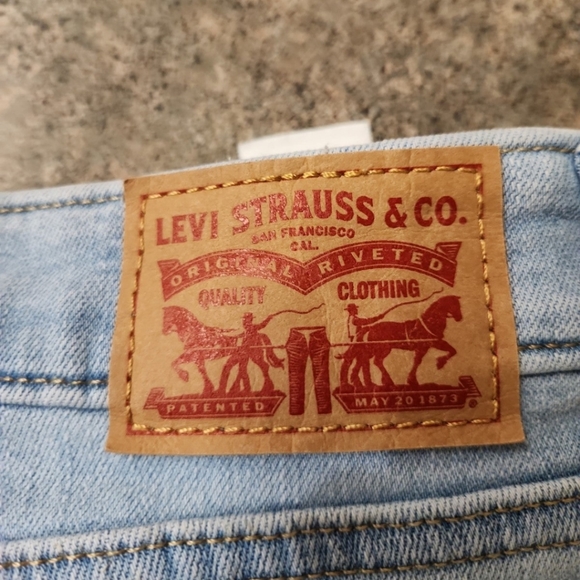 LEVI STRAUSS & CO.
SAN FRANCISCO
CAL.
ORIGINAL RIVETED
QUALITY CLOTHING
PATENTED MAY 20 1873